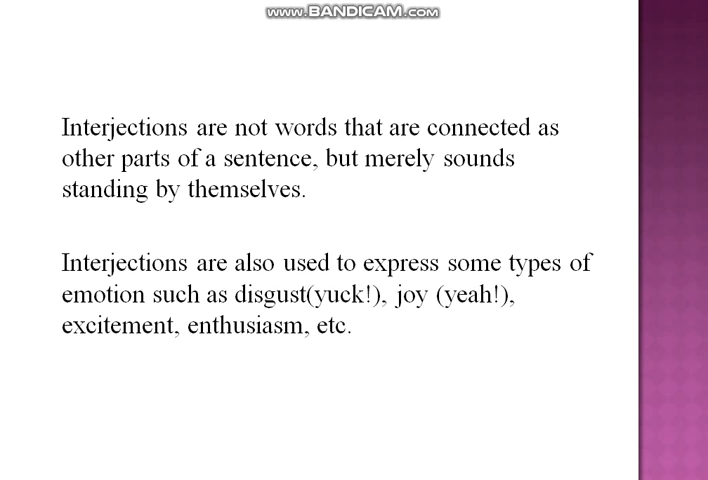 www.BANDICAM.com
Interjections are not words that are connected as
other parts of a sentence, but merely sounds
standing by themselves.
Interjections are also used to express some types of
emotion such as disgust(yuck!), joy (yeah!),
excitement, enthusiasm, etc.